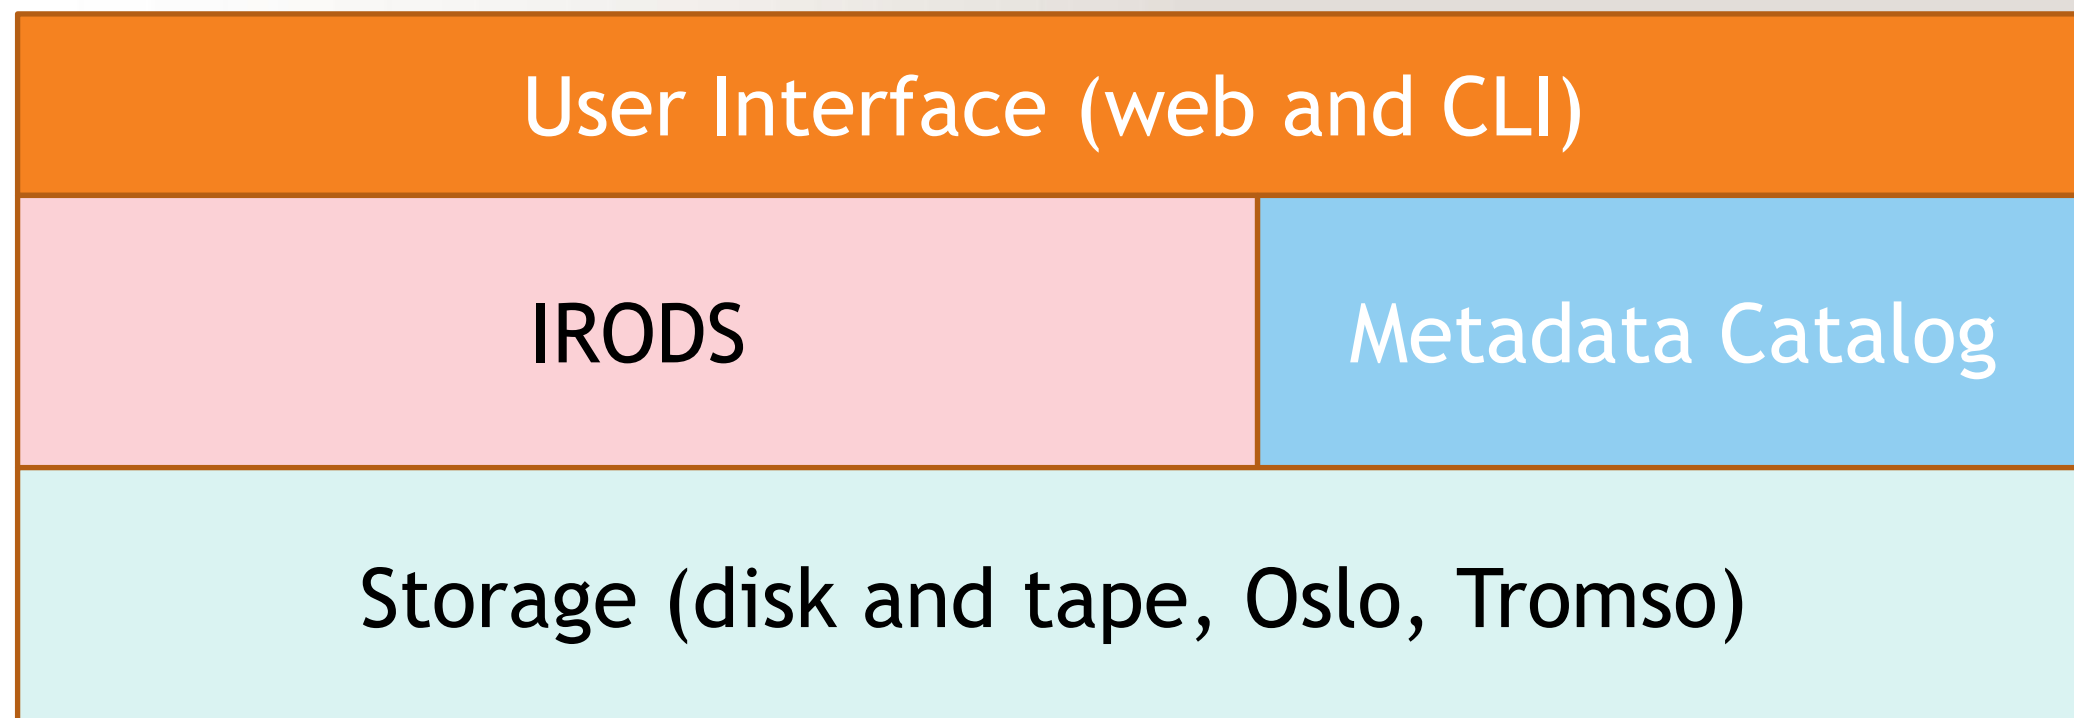 User Interface (web and CLI)
IRODS
Metadata Catalog
Storage (disk and tape, Oslo, Tromso)